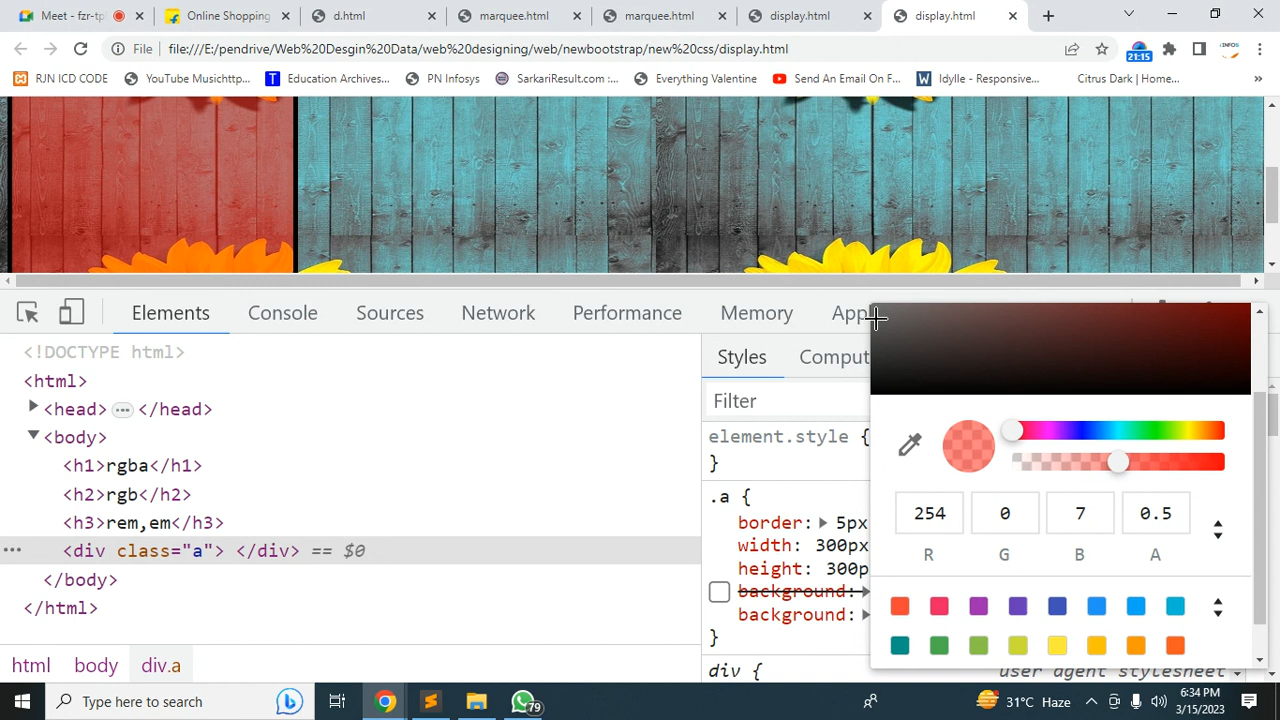 Meet - fzr-tpl
Online Shopping
d.html
marquee.html
marquee.html
display.html
display.html
File
file:///E:/pendrive/Web%20Desgin%20Data/web%20designing/web/newbootstrap/new%20css/display.html
21:15
INFOS
RJN ICD CODE
YouTube Musichttp...
Education Archives...
PN Infosys
SarkariResult.com :...
Everything Valentine
Send An Email On F...
Idylle - Responsive...
Citrus Dark | Home...
Elements
Console
Sources
Network
Performance
Memory
App
<!DOCTYPE html>
<html>
<head> ... </head>
<body>
<h1>rgba</h1>
<h2>rgb</h2>
<h3>rem,em</h3>
... <div class="a"> </div> == $0
</body>
</html>
html
body
div.a
Styles
Comput
Filter
element.style {
}
.a {
border: 5px
width: 300px
height: 300p
background:
background:
}
div {
user agent stylesheet
254
0
7
0.5
R
G
B
A
Type here to search
79
31°C Haze
6:34 PM
3/15/2023